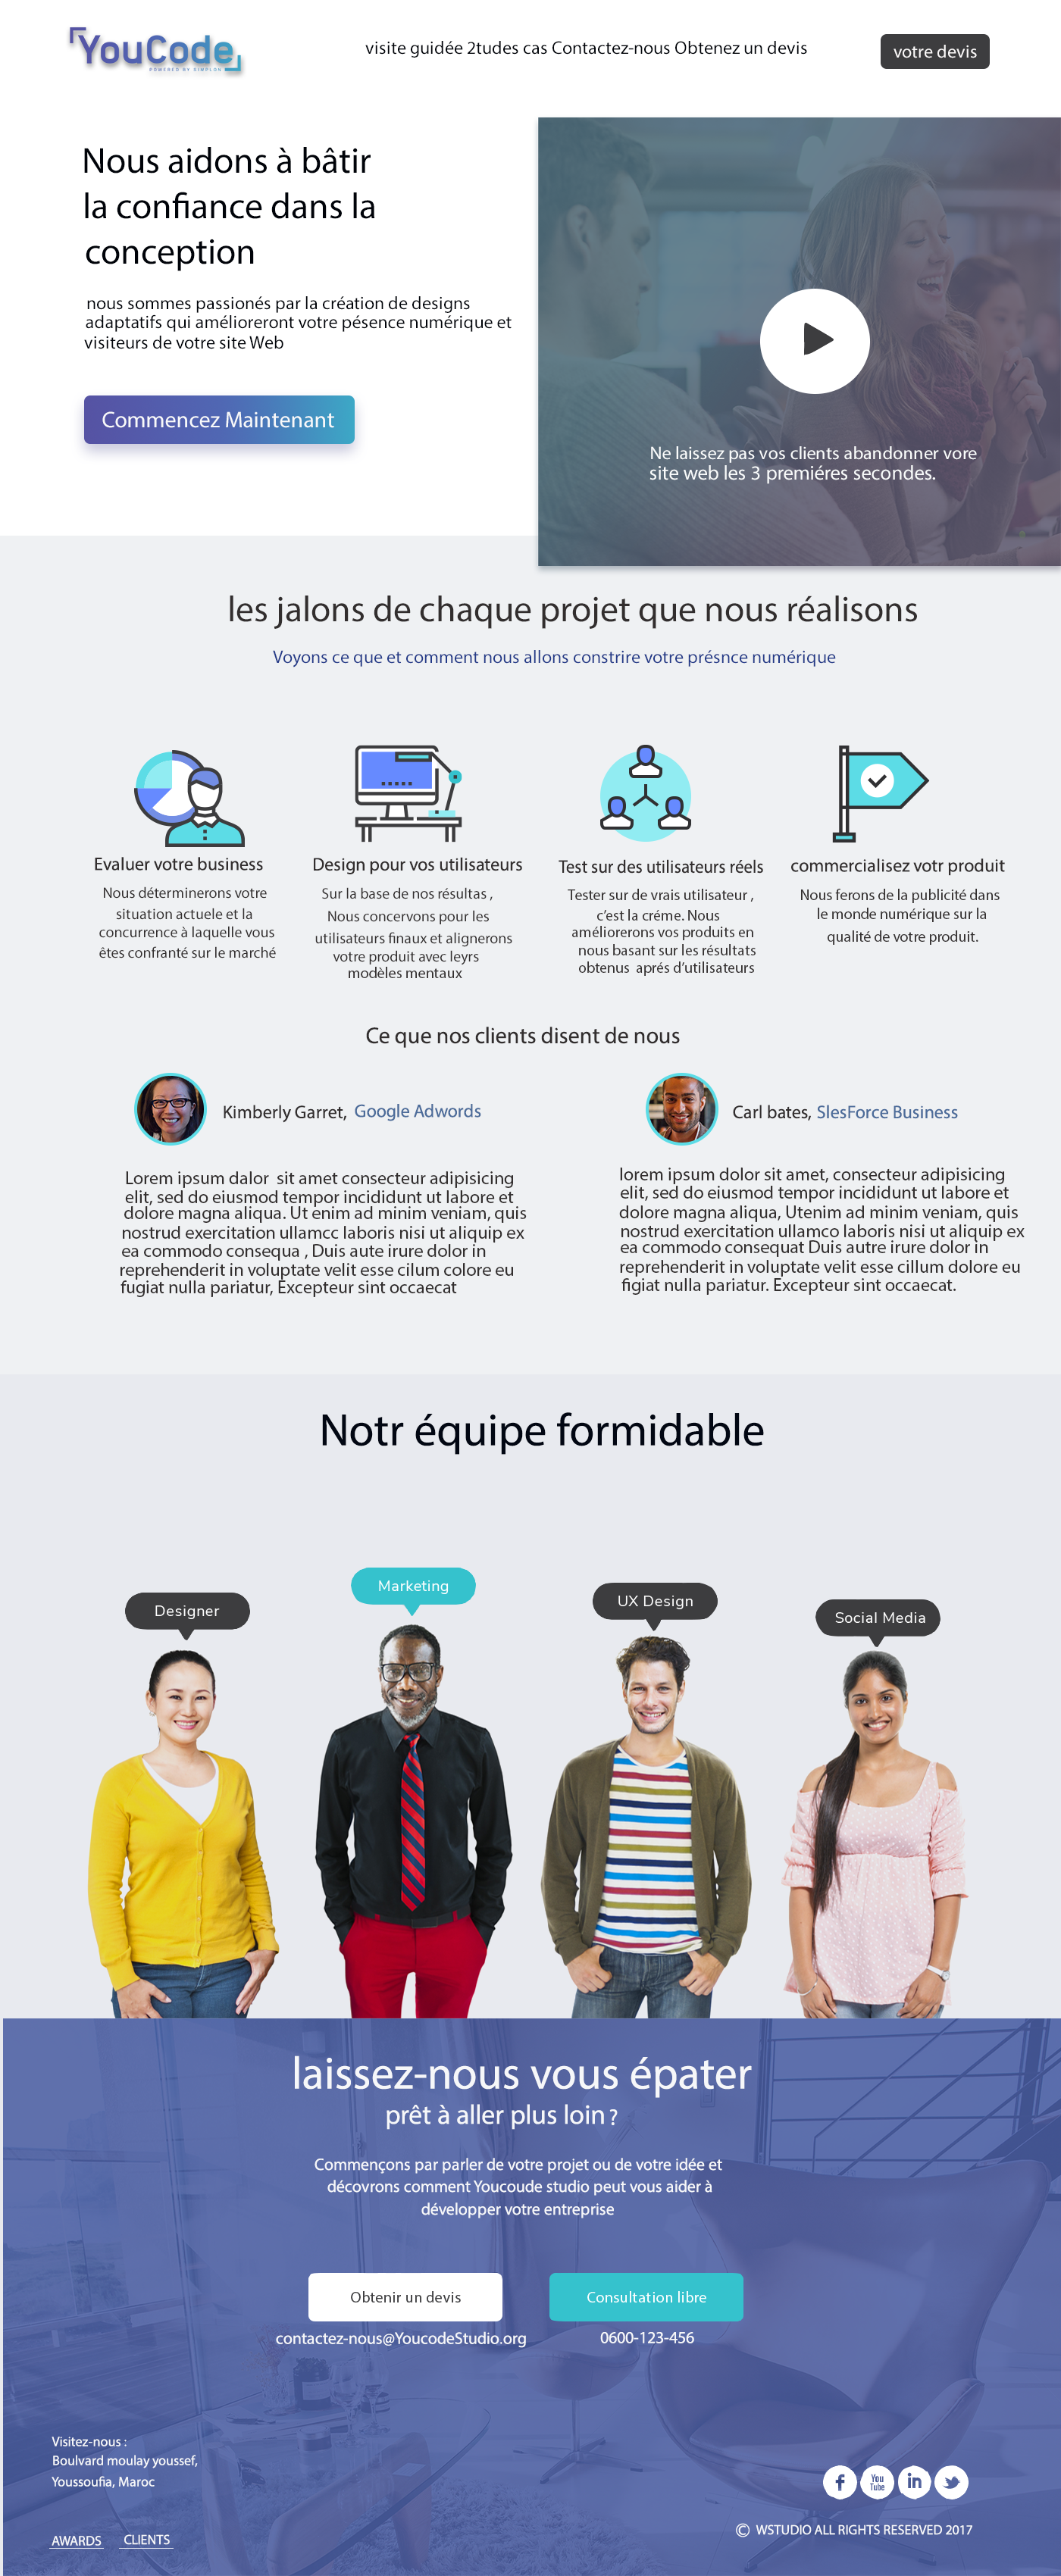 YouCode
POWERED BY SIMPLON
visite guidée 2tudes cas Contactez-nous Obtenez un devis
votre devis
Nous aidons à bâtir
la confiance dans la
conception
nous sommes passionés par la création de designs
adaptatifs qui amélioreront votre pésence numérique et
visiteurs de votre site Web
Commencez Maintenant
Ne laissez pas vos clients abandonner vore
site web les 3 premiéres secondes.
les jalons de chaque projet que nous réalisons
Voyons ce que et comment nous allons constrire votre présnce numérique
Evaluer votre business
Nous déterminerons votre
situation actuele et la
concurrence à laquelle vous
êtes confranté sur le marché
Design pour vos utilisateurs
Sur la base de nos résultas ,
Nous concervons pour les
utilisateurs finaux et alignerons
votre produit avec leyrs
modèles mentaux
Test sur des utilisateurs réels
Tester sur de vrais utilisateur ,
c'est la créme. Nous
améliorerons vos produits en
nous basant sur les résultats
obtenus aprés d'utilisateurs
commercialisez votr produit
Nous ferons de la publicité dans
le monde numérique sur la
qualité de votre produit.
Ce que nos clients disent de nous
Kimberly Garret, Google Adwords
Lorem ipsum dalor sit amet consecteur adipisicing
elit, sed do eiusmod tempor incididunt ut labore et
dolore magna aliqua. Ut enim ad minim veniam, quis
nostrud exercitation ullamcc laboris nisi ut aliquip ex
ea commodo consequa , Duis aute irure dolor in
reprehenderit in voluptate velit esse cilum colore eu
fugiat nulla pariatur, Excepteur sint occaecat
Carl bates, SlesForce Business
lorem ipsum dolor sit amet, consecteur adipisicing
elit, sed do eiusmod tempor incididunt ut labore et
dolore magna aliqua, Utenim ad minim veniam, quis
nostrud exercitation ullamco laboris nisi ut aliquip ex
ea commodo consequat Duis autre irure dolor in
reprehenderit in voluptate velit esse cillum dolore eu
figiat nulla pariatur. Excepteur sint occaecat.
Notr équipe formidable
Designer
Marketing
UX Design
Social Media
laissez-nous vous épater
prêt à aller plus loin ?
Commençons par parler de votre projet ou de votre idée et
décovrons comment Youcoude studio peut vous aider à
développer votre entreprise
Obtenir un devis
Consultation libre
contactez-nous@YoucodeStudio.org
0600-123-456
Visitez-nous :
Boulvard moulay youssef,
Youssoufia, Maroc
AWARDS
CLIENTS
f
You
Tube
in
© WSTUDIO ALL RIGHTS RESERVED 2017